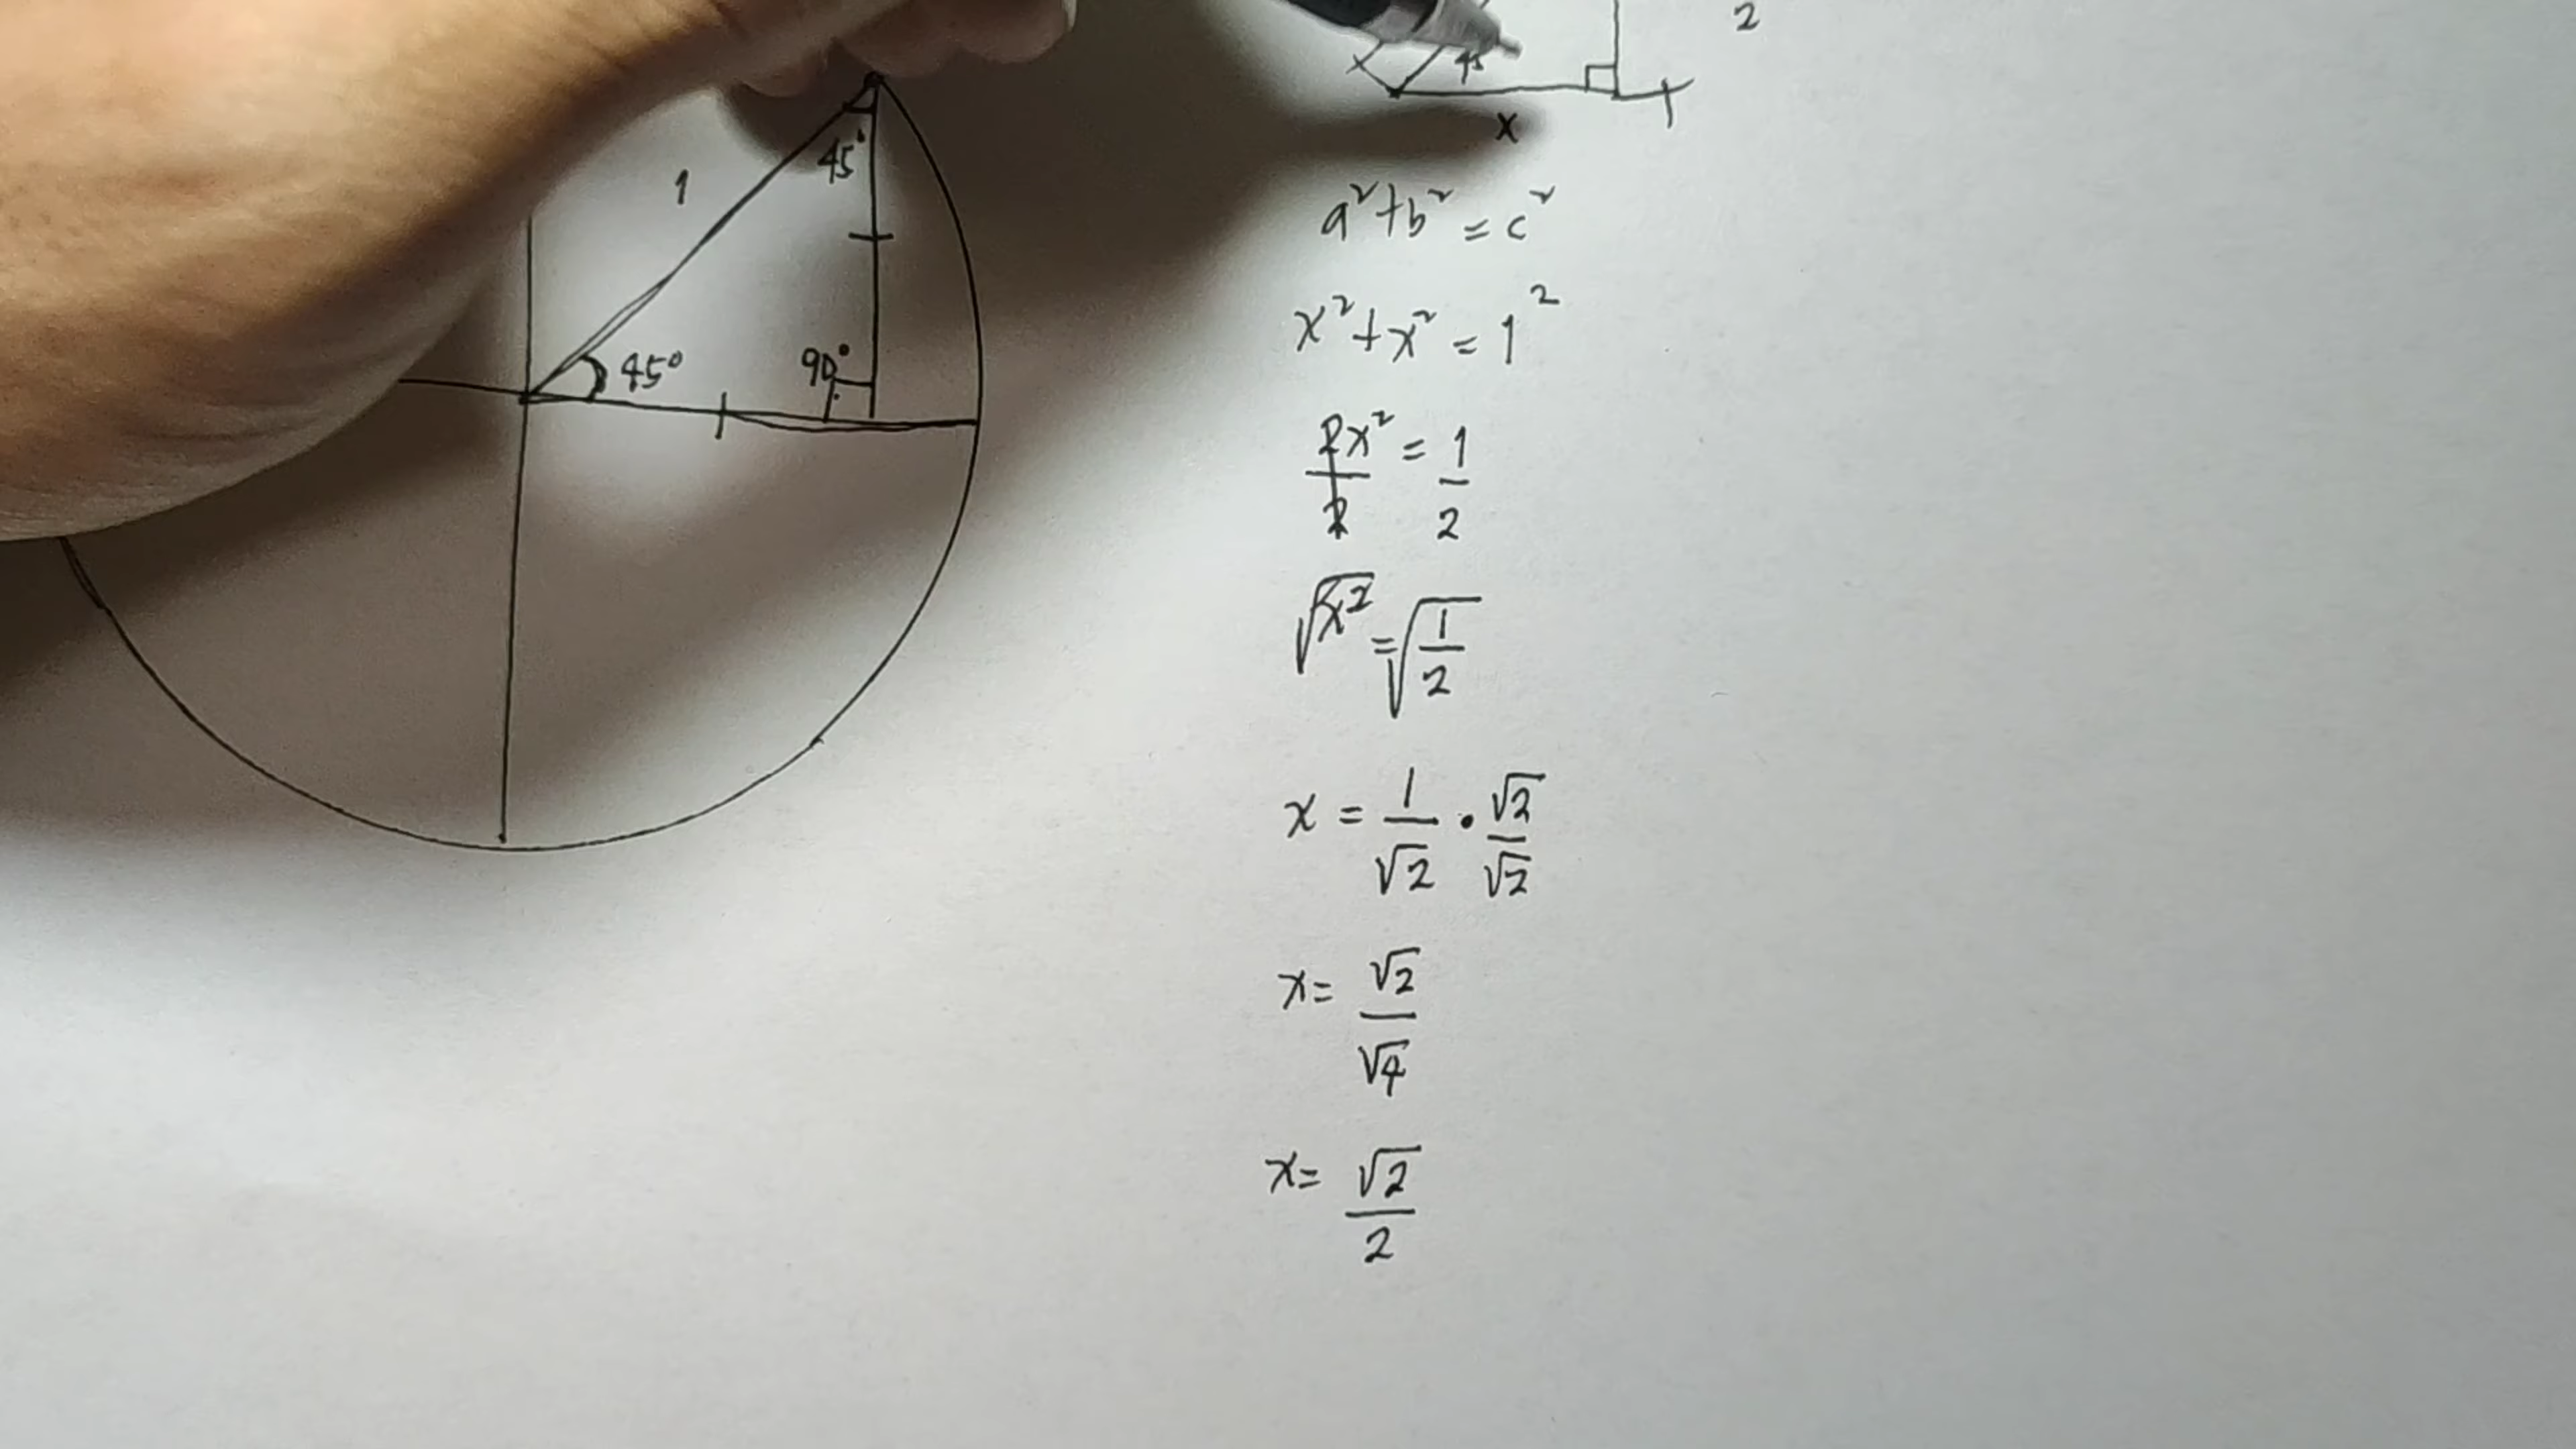 2
45
x
a²+b² = c²
x²+x² = 1²
2x²/2 = 1/2
√x² = √1/2
x = 1/√2 · √2/√2
x = √2/√4
x = √2/2
1
45°
45°
90°